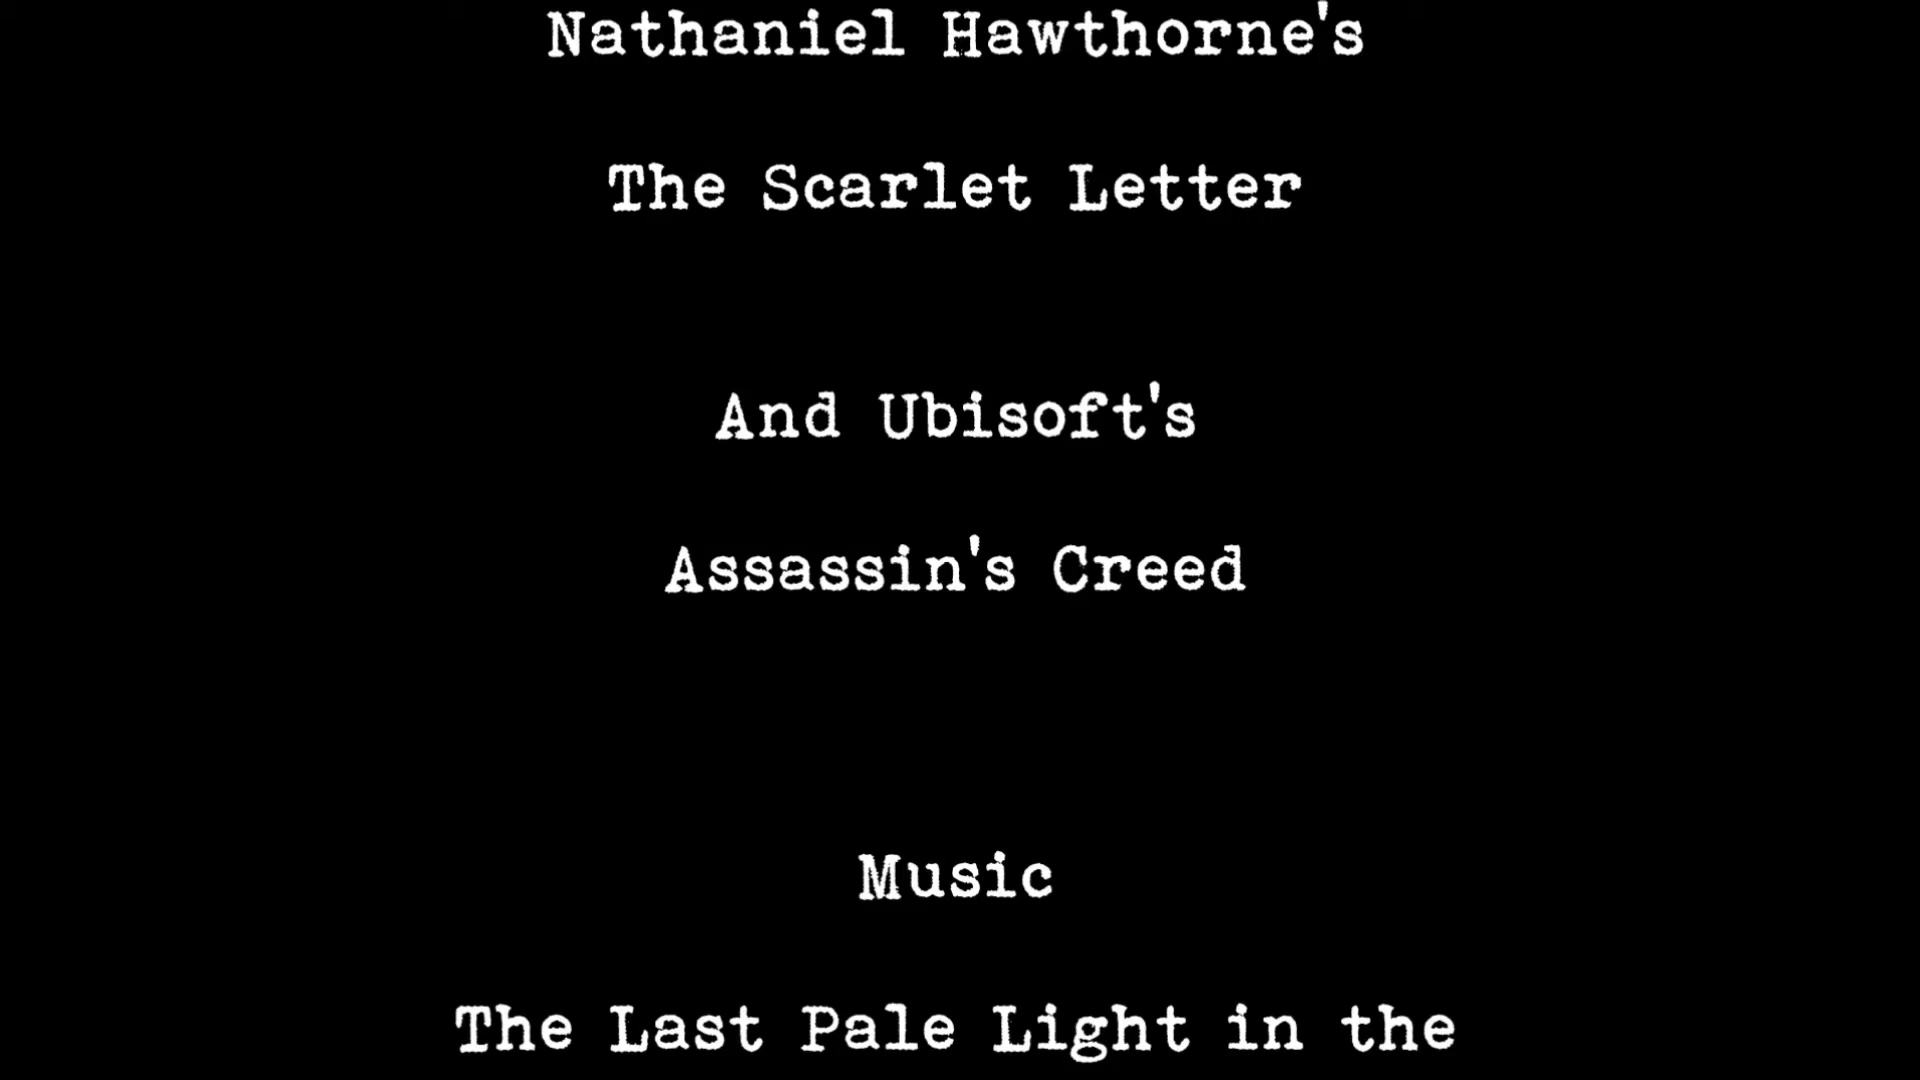 Nathaniel Hawthorne's
The Scarlet Letter
And Ubisoft's
Assassin's Creed
Music
The Last Pale Light in the